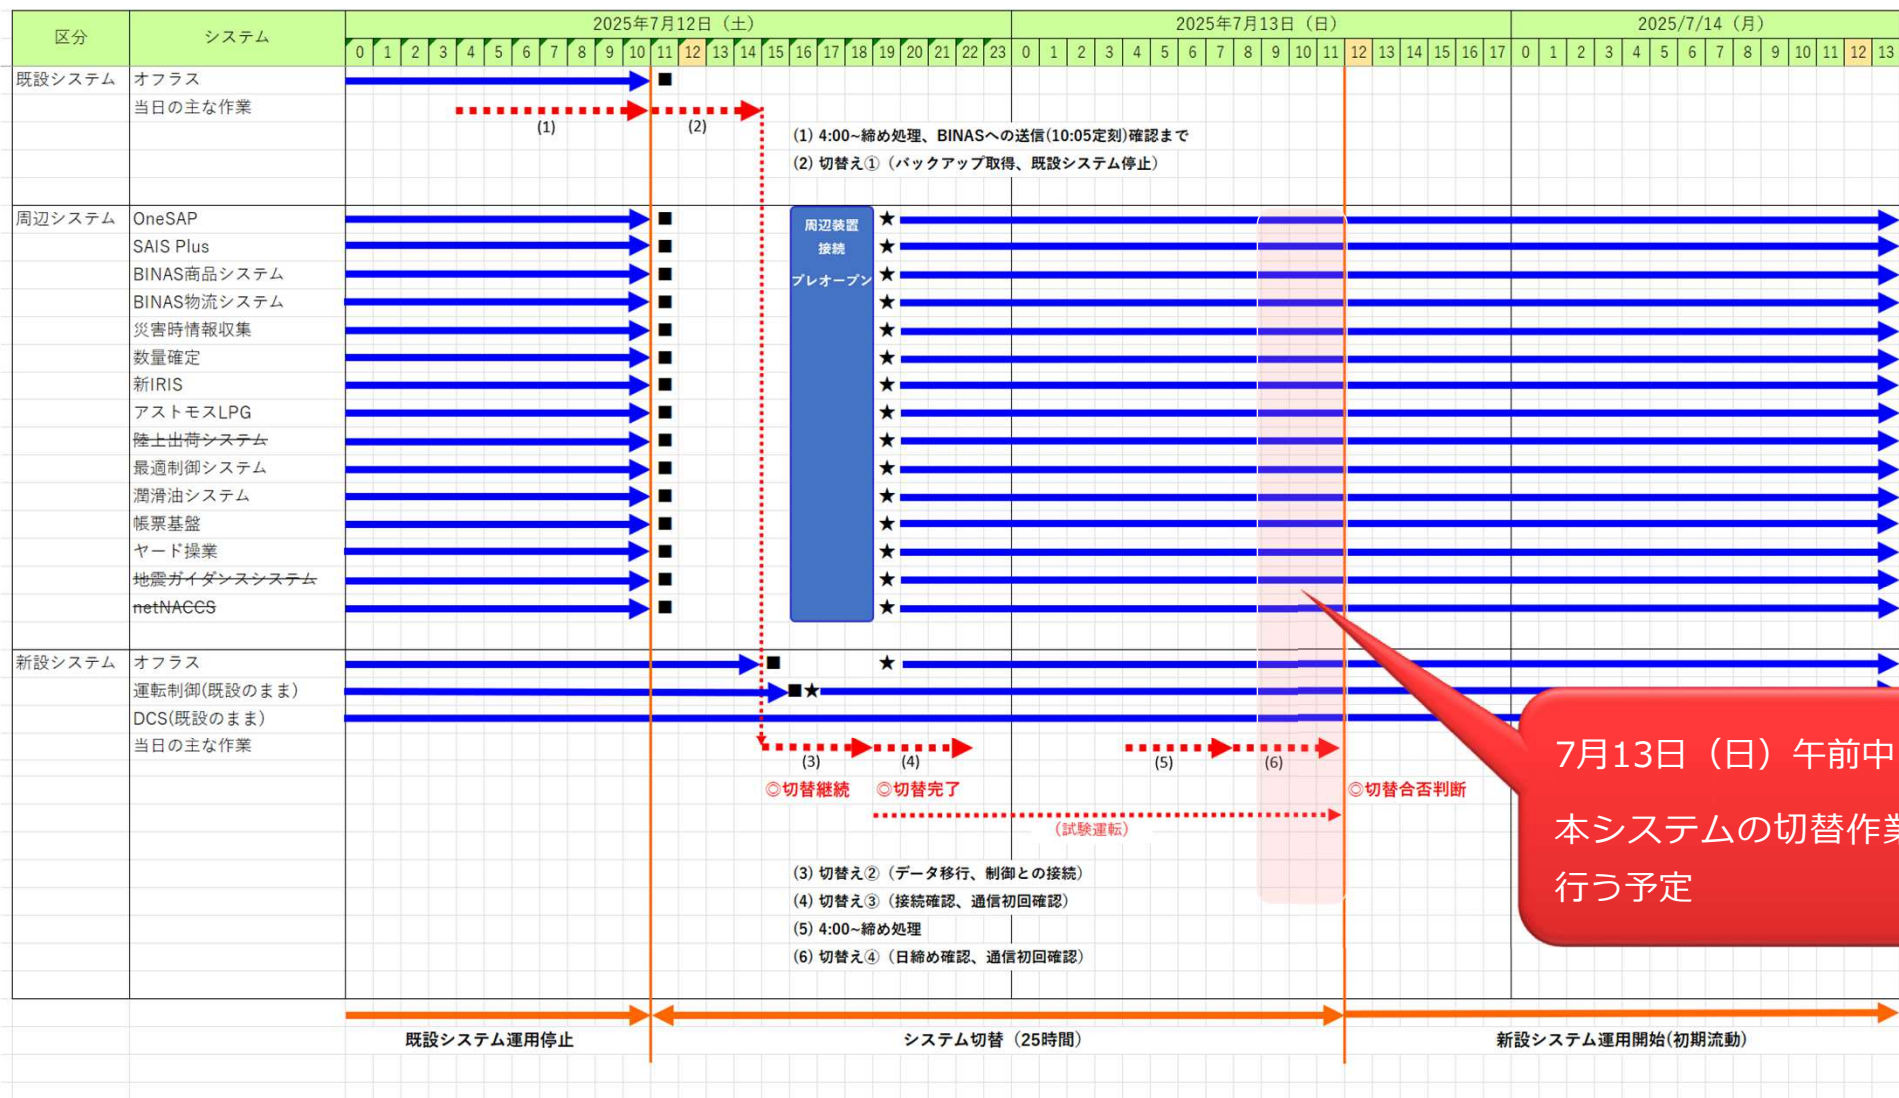 区分 システム 2025年7月12日（土） 2025年7月13日（日） 2025/7/14（月）
0 1 2 3 4 5 6 7 8 9 10 11 12 13 14 15 16 17 18 19 20 21 22 23 0 1 2 3 4 5 6 7 8 9 10 11 12 13 14 15 16 17 0 1 2 3 4 5 6 7 8 9 10 11 12 13
既設システム オフラス ■
当日の主な作業
(1) (2)
(1) 4:00~締め処理、BINASへの送信(10:05定刻)確認まで
(2) 切替え①（バックアップ取得、既設システム停止）
周辺システム OneSAP ■ ★
周辺装置
SAIS Plus ■ ★
接続
BINAS商品システム ■ ★
プレオープン
BINAS物流システム ■ ★
災害時情報収集 ■ ★
数量確定 ■ ★
新IRIS ■ ★
アストモスLPG ■ ★
陸上出荷システム ■ ★
最適制御システム ■ ★
潤滑油システム ■ ★
帳票基盤 ■ ★
ヤード操業 ■ ★
地震ガイダンスシステム ■ ★
netNACCS ■ ★
新設システム オフラス ■ ★
運転制御(既設のまま) ■★
DCS(既設のまま)
当日の主な作業
(3) (4) (5) (6)
◎切替継続 ◎切替完了 ◎切替合否判断
（試験運転）
(3) 切替え②（データ移行、制御との接続）
(4) 切替え③（接続確認、通信初回確認）
(5) 4:00~締め処理
(6) 切替え④（日締め確認、通信初回確認）
7月13日（日）午前中
本システムの切替作業
行う予定
既設システム運用停止 システム切替（25時間） 新設システム運用開始(初期流動)